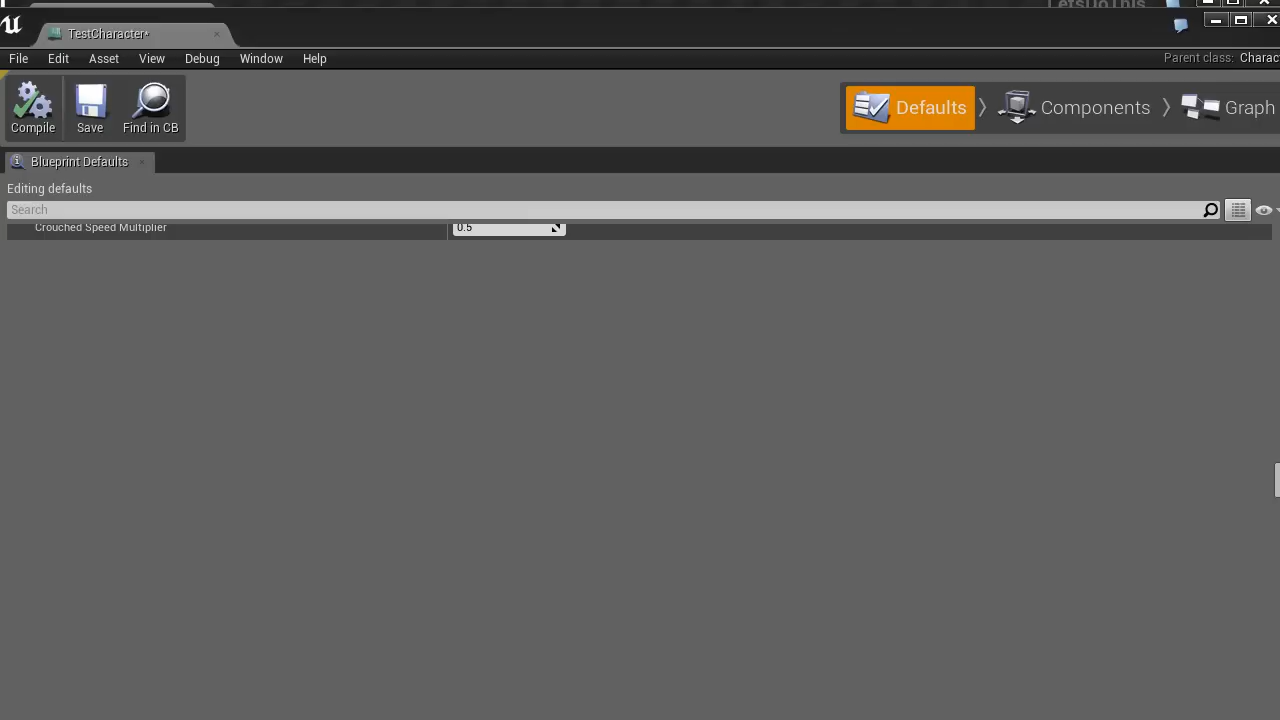 LetsDoThis
TestCharacter*
File Edit Asset View Debug Window Help
Parent class: Charac
Compile Save Find in CB
Defaults Components Graph
Blueprint Defaults
Editing defaults
Search
Crouched Speed Multiplier 0.5